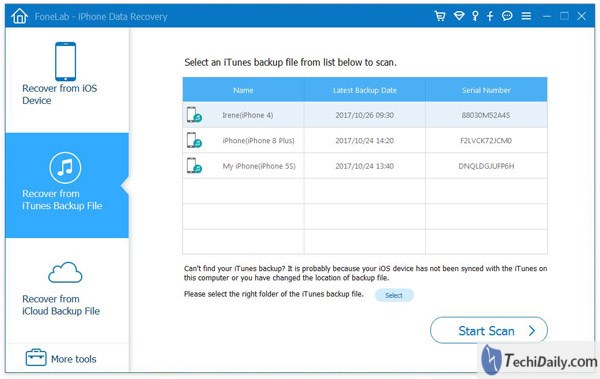 FoneLab - iPhone Data Recovery
Recover from iOS
Device
Recover from
iTunes Backup File
Recover from
iCloud Backup File
More tools
Select an iTunes backup file from list below to scan.
Name Latest Backup Date Serial Number
Irene(iPhone 4) 2017/10/26 09:30 88030M52A4S
iPhone(iPhone 8 Plus) 2017/10/24 14:20 F2LVCK72JCM0
My iPhone(iPhone 5S) 2017/10/24 13:40 DNQLDGJUFP6H
Can't find your iTunes backup? It is probably because your iOS device has not been synced with the iTunes on
this computer or you have changed the location of backup file.
Please select the right folder of the iTunes backup file. Select
Start Scan
TechiDaily.com